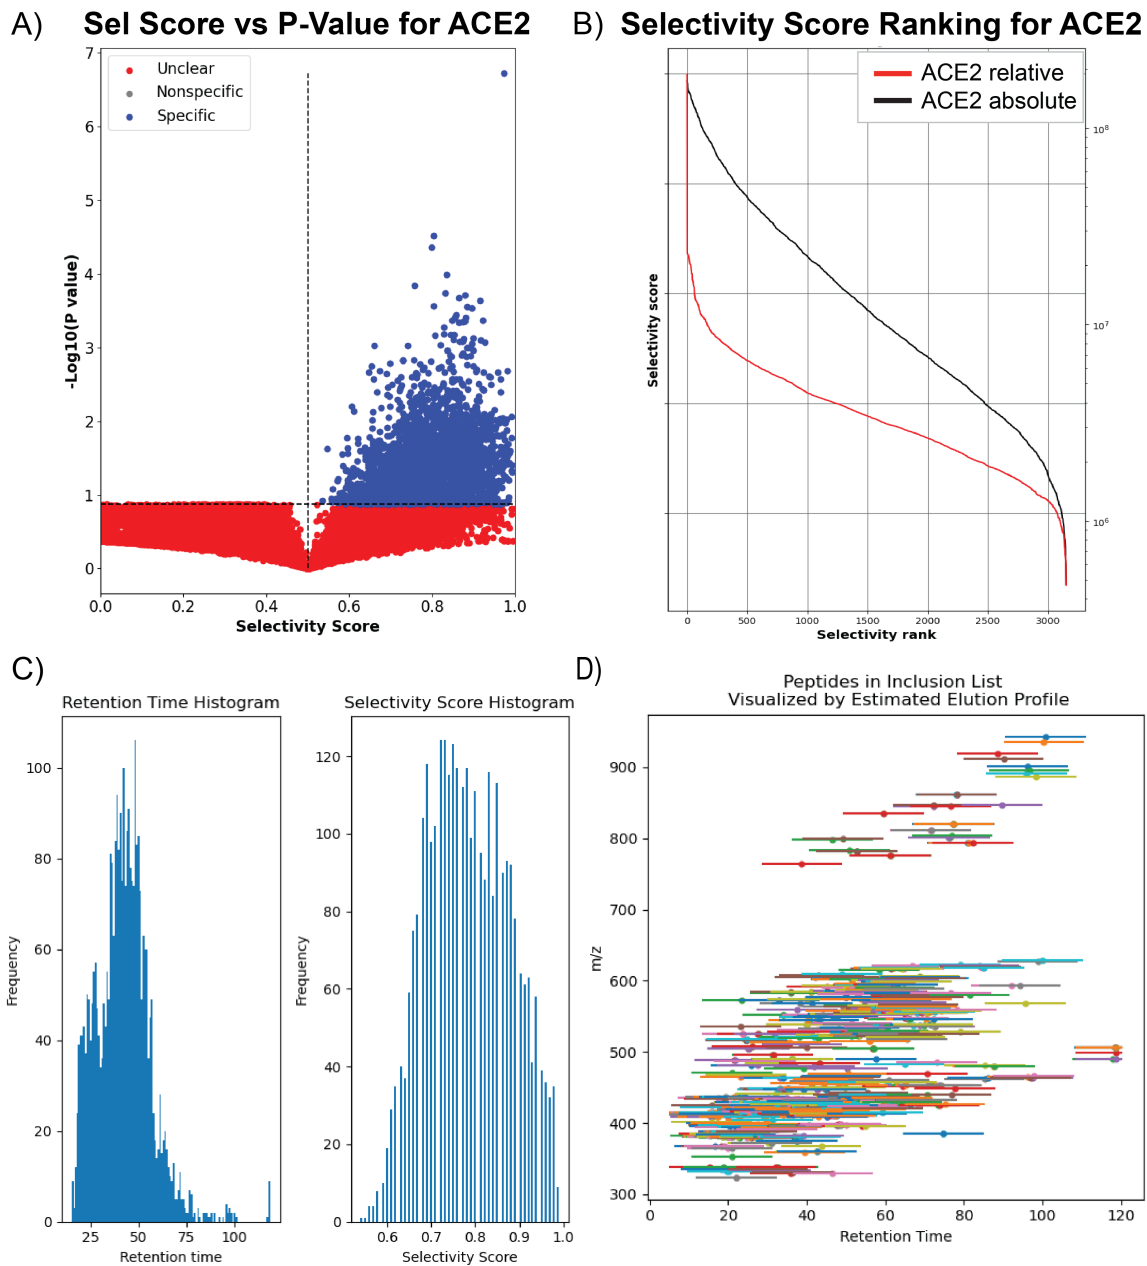 A)
Sel Score vs P-Value for ACE2
Unclear
Nonspecific
Specific
7
6
5
4
3
2
1
0
-Log10(P value)
0.0 0.2 0.4 0.6 0.8 1.0
Selectivity Score
B)
Selectivity Score Ranking for ACE2
ACE2 relative
ACE2 absolute
10^8
10^7
10^6
Selectivity score
0 500 1000 1500 2000 2500 3000
Selectivity rank
C)
Retention Time Histogram
100
80
60
40
20
0
Frequency
25 50 75 100
Retention time
Selectivity Score Histogram
120
100
80
60
40
20
0
Frequency
0.6 0.7 0.8 0.9 1.0
Selectivity Score
D)
Peptides in Inclusion List
Visualized by Estimated Elution Profile
900
800
700
600
500
400
300
m/z
0 20 40 60 80 100 120
Retention Time